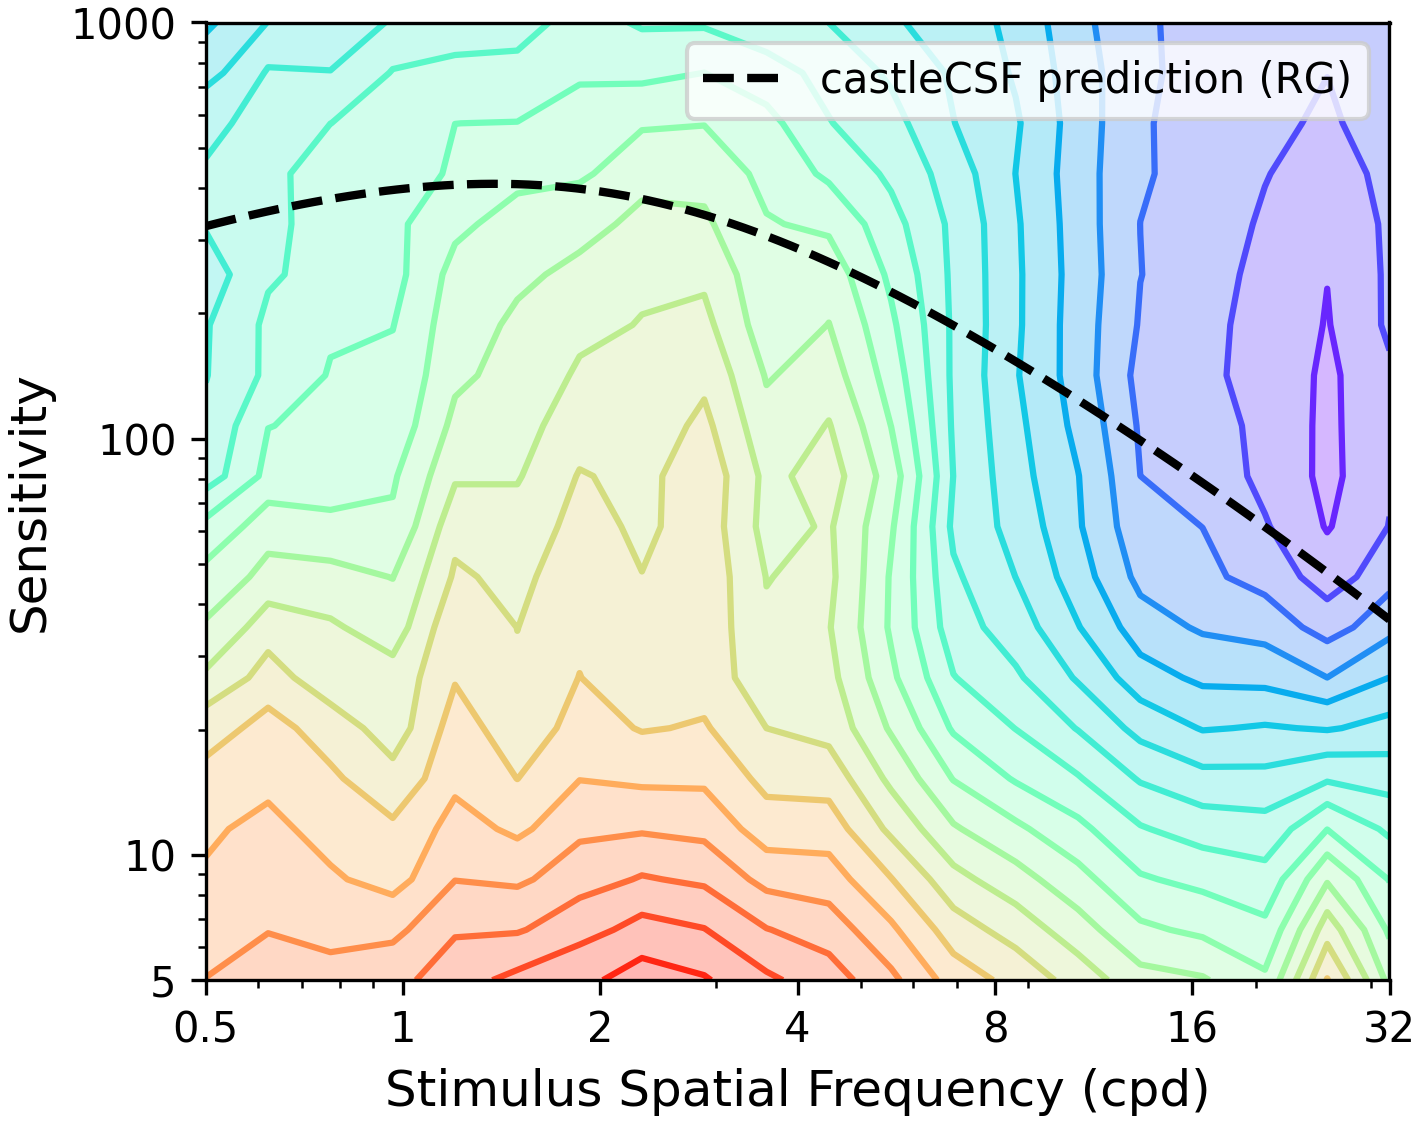 1000
castleCSF prediction (RG)
Sensitivity
100
10
5
0.5 1 2 4 8 16 32
Stimulus Spatial Frequency (cpd)